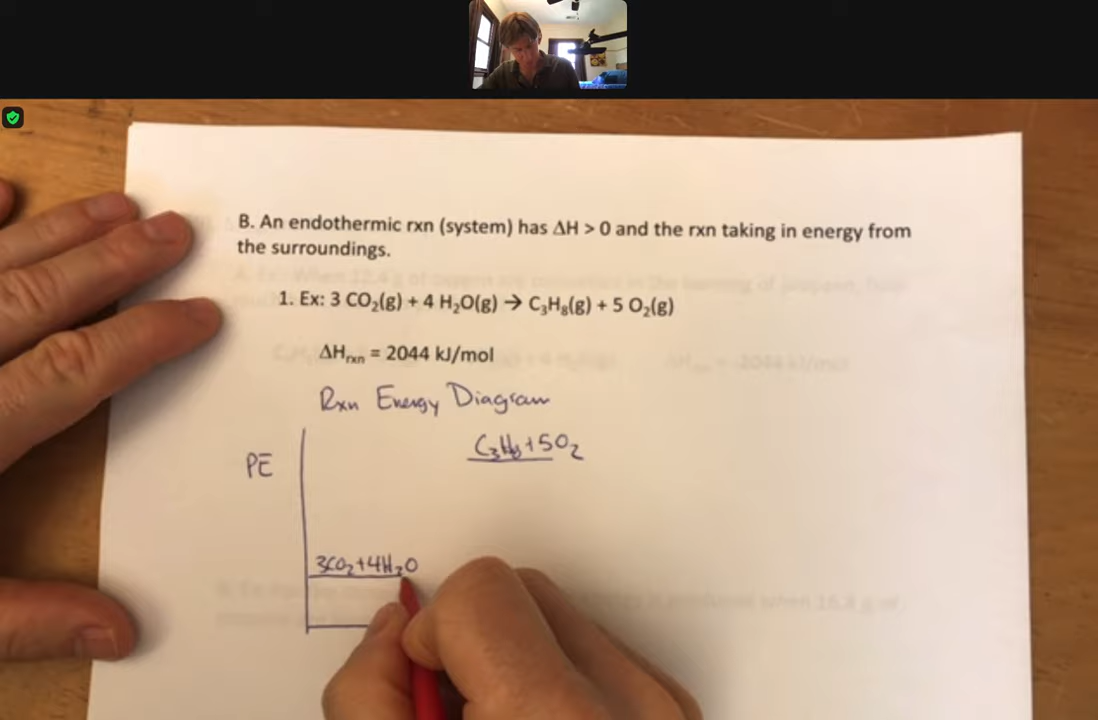 B. An endothermic rxn (system) has ΔH > 0 and the rxn taking in energy from
the surroundings.
1. Ex: 3 CO₂(g) + 4 H₂O(g) → C₃H₈(g) + 5 O₂(g)
ΔHrxn = 2044 kJ/mol
Rxn Energy Diagram
C₃H₈+5O₂
PE
3CO₂+4H₂O